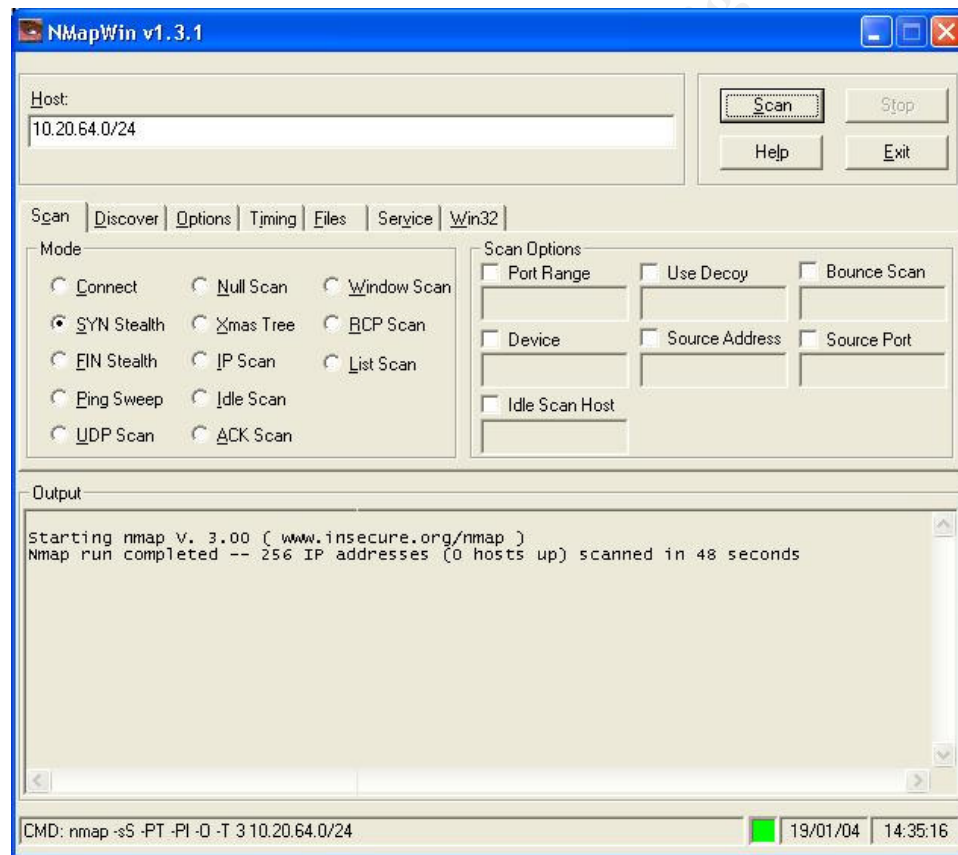 NMapWin v1.3.1
Host:
10.20.64.0/24
Scan Stop
Help Exit
Scan Discover Options Timing Files Service Win32
Mode
Connect Null Scan Window Scan
SYN Stealth Xmas Tree RCP Scan
FIN Stealth IP Scan List Scan
Ping Sweep Idle Scan
UDP Scan ACK Scan
Scan Options
Port Range Use Decoy Bounce Scan
Device Source Address Source Port
Idle Scan Host
Output
Starting nmap V. 3.00 ( www.insecure.org/nmap )
Nmap run completed -- 256 IP addresses (0 hosts up) scanned in 48 seconds
CMD: nmap -sS -PT -PI -O -T 3 10.20.64.0/24 19/01/04 14:35:16